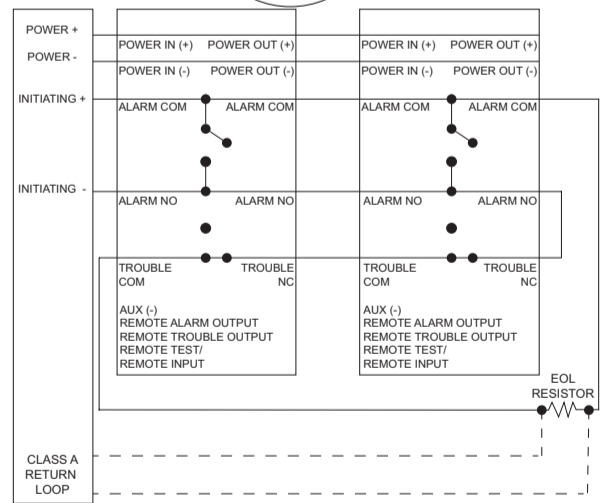 POWER +
POWER -
INITIATING +
INITIATING -
CLASS A
RETURN
LOOP
POWER IN (+) POWER OUT (+)
POWER IN (-) POWER OUT (-)
ALARM COM ALARM COM
ALARM NO ALARM NO
TROUBLE TROUBLE
COM NC
AUX (-)
REMOTE ALARM OUTPUT
REMOTE TROUBLE OUTPUT
REMOTE TEST/
REMOTE INPUT
POWER IN (+) POWER OUT (+)
POWER IN (-) POWER OUT (-)
ALARM COM ALARM COM
ALARM NO ALARM NO
TROUBLE TROUBLE
COM NC
AUX (-)
REMOTE ALARM OUTPUT
REMOTE TROUBLE OUTPUT
REMOTE TEST/
REMOTE INPUT
EOL
RESISTOR